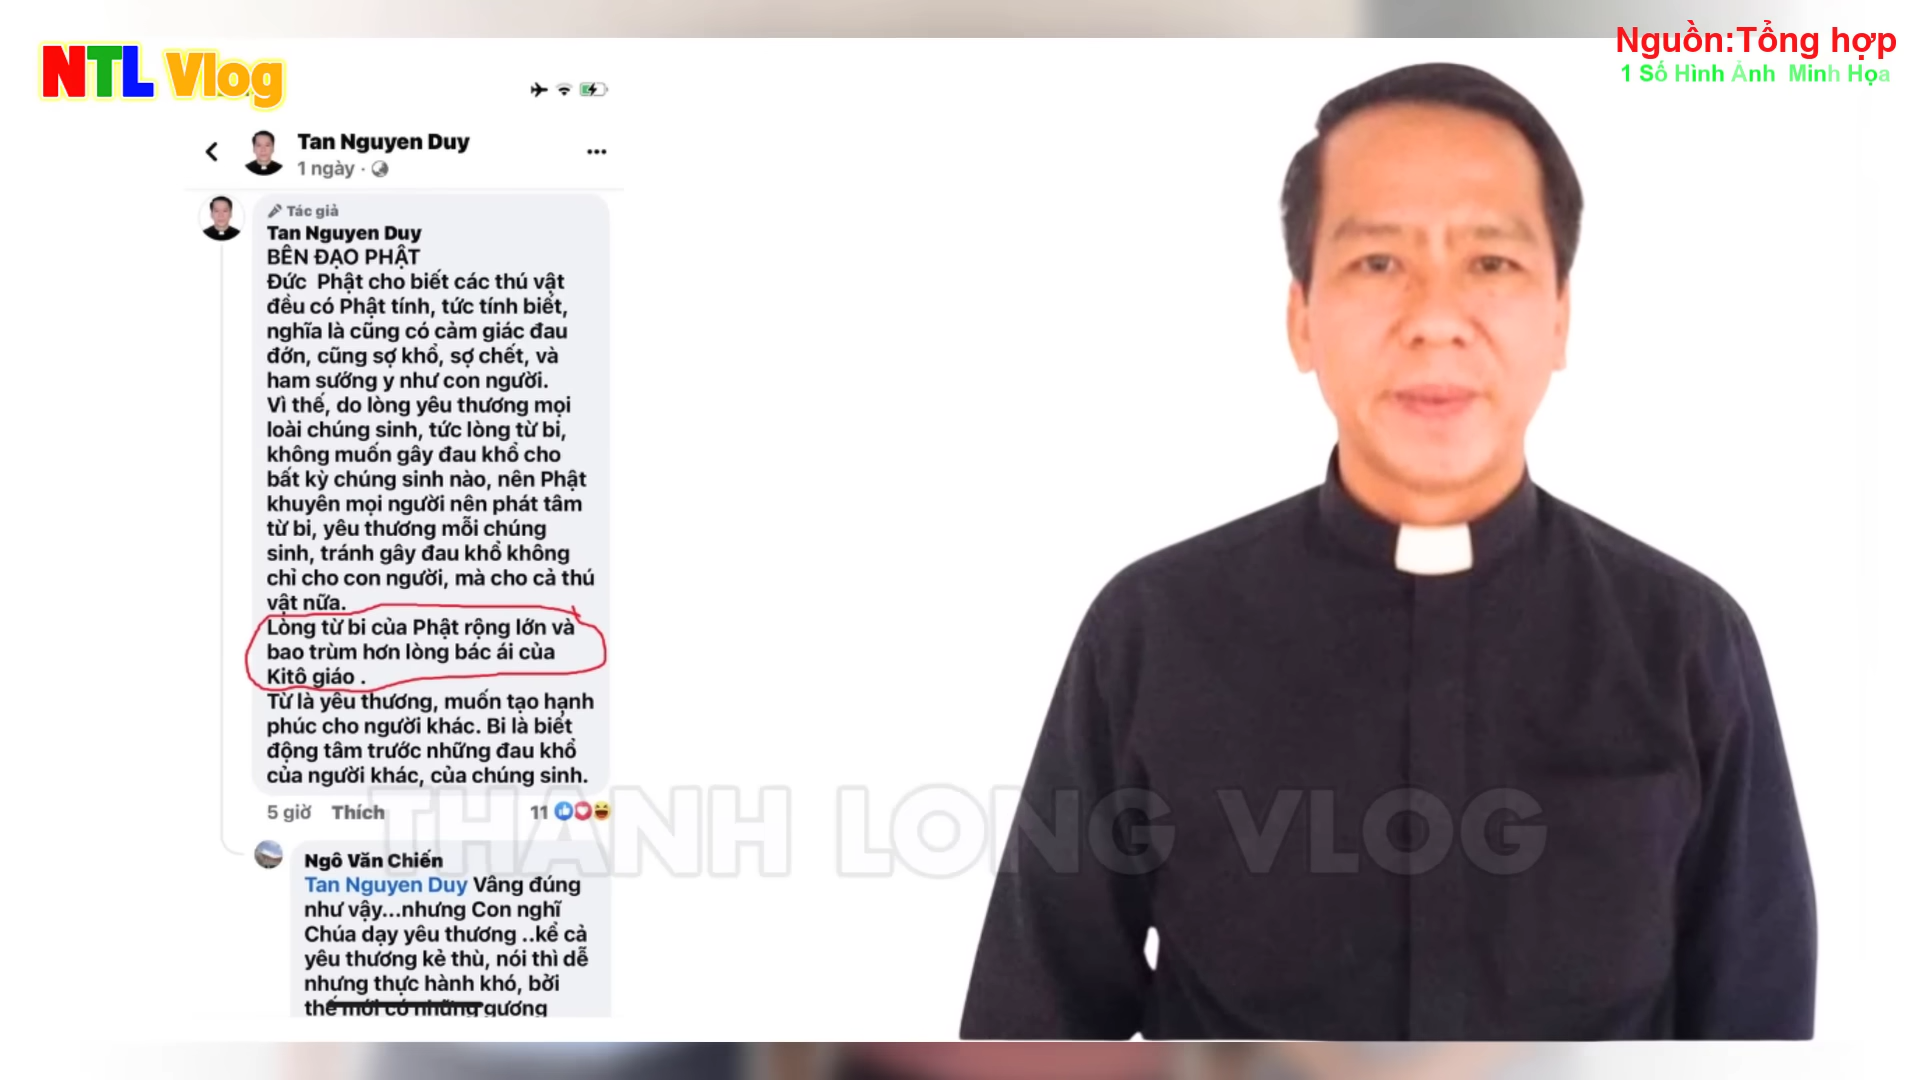 NTL Vlog
Nguồn:Tổng hợp
1 Số Hình Ảnh Minh Họa
Tan Nguyen Duy
1 ngày ·
Tác giả
Tan Nguyen Duy
BÊN ĐẠO PHẬT
Đức Phật cho biết các thú vật
đều có Phật tính, tức tính biết,
nghĩa là cũng có cảm giác đau
đớn, cũng sợ khổ, sợ chết, và
ham sướng y như con người.
Vì thế, do lòng yêu thương mọi
loài chúng sinh, tức lòng từ bi,
không muốn gây đau khổ cho
bất kỳ chúng sinh nào, nên Phật
khuyên mọi người nên phát tâm
từ bi, yêu thương mỗi chúng
sinh, tránh gây đau khổ không
chỉ cho con người, mà cho cả thú
vật nữa.
Lòng từ bi của Phật rộng lớn và
bao trùm hơn lòng bác ái của
Kitô giáo .
Từ là yêu thương, muốn tạo hạnh
phúc cho người khác. Bi là biết
động tâm trước những đau khổ
của người khác, của chúng sinh.
5 giờ Thích 11
THANH LONG VLOG
Ngô Văn Chiến
Tan Nguyen Duy Vâng đúng
như vậy...nhưng Con nghĩ
Chúa dạy yêu thương ..kể cả
yêu thương kẻ thù, nói thì dễ
nhưng thực hành khó, bởi
thế mới có những gương